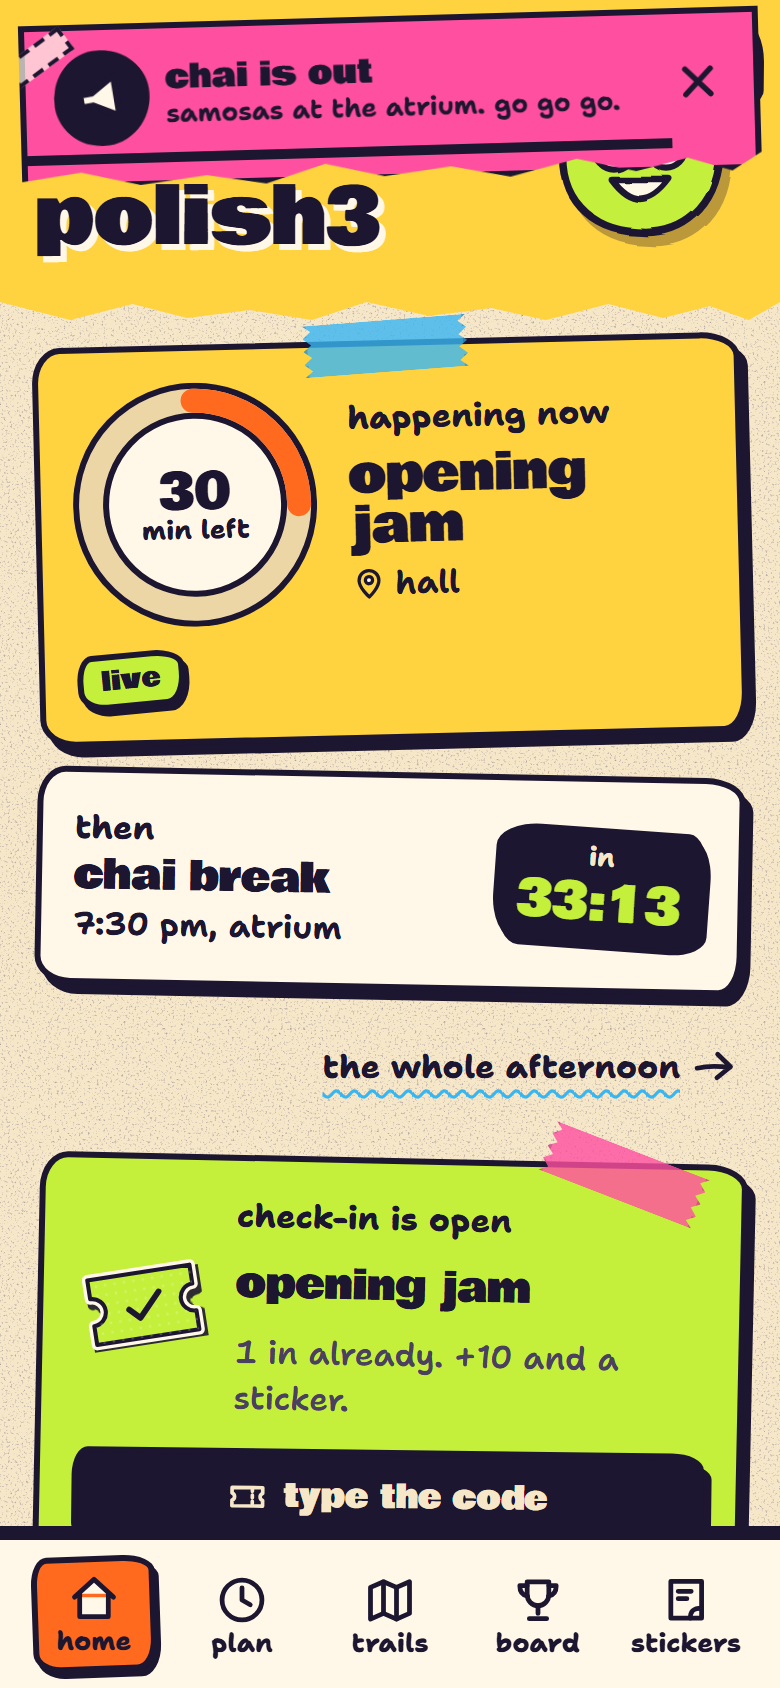 chai is out
samosas at the atrium. go go go.
polish3
happening now
30
min left
opening
jam
hall
live
then
chai break
7:30 pm, atrium
in
33:13
the whole afternoon
check-in is open
opening jam
1 in already. +10 and a
sticker.
type the code
home
plan
trails
board
stickers